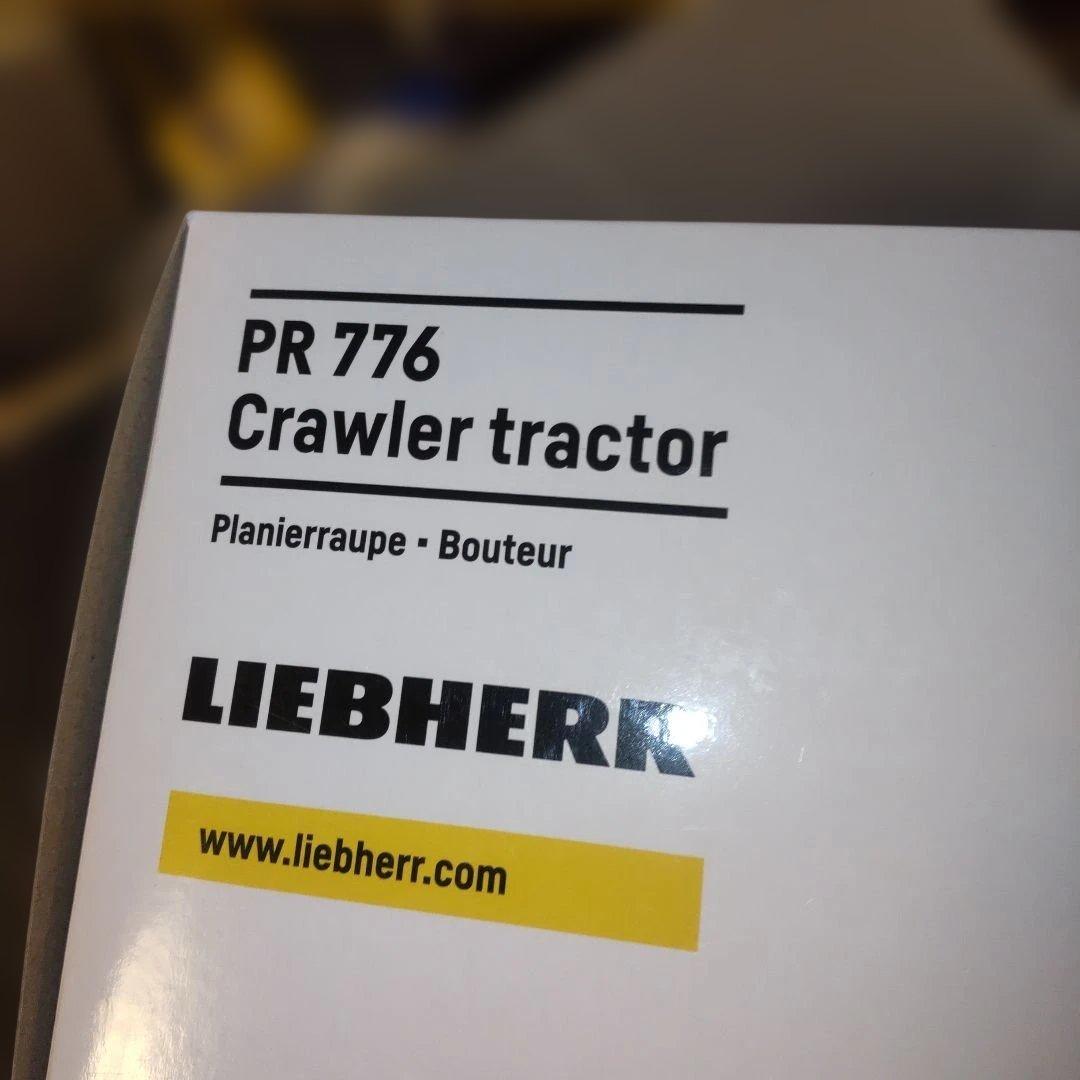 PR 776
Crawler tractor
Planierraupe ▪ Bouteur
LIEBHERR
www.liebherr.com